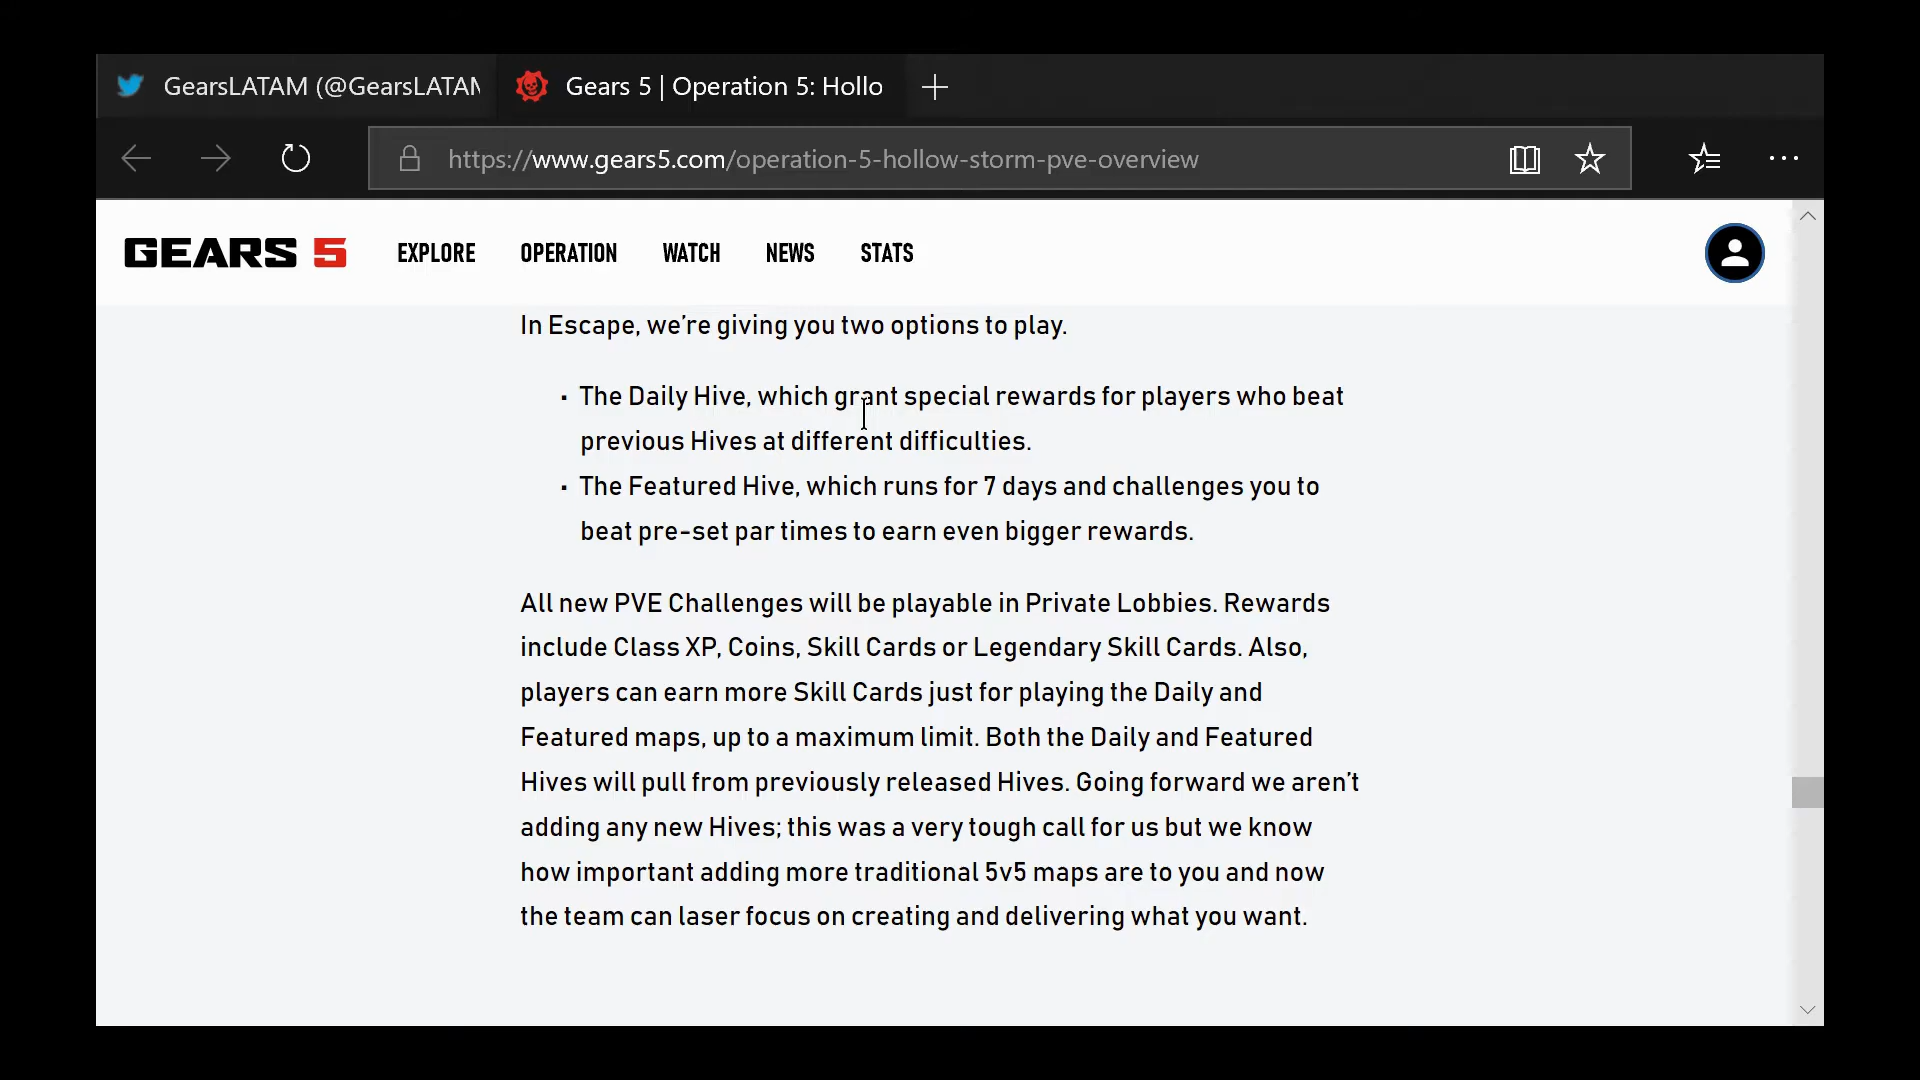 GearsLATAM (@GearsLATAM
Gears 5 | Operation 5: Hollo
https://www.gears5.com/operation-5-hollow-storm-pve-overview
GEARS 5
EXPLORE
OPERATION
WATCH
NEWS
STATS
In Escape, we’re giving you two options to play.
▪ The Daily Hive, which grant special rewards for players who beat
previous Hives at different difficulties.
▪ The Featured Hive, which runs for 7 days and challenges you to
beat pre-set par times to earn even bigger rewards.
All new PVE Challenges will be playable in Private Lobbies. Rewards
include Class XP, Coins, Skill Cards or Legendary Skill Cards. Also,
players can earn more Skill Cards just for playing the Daily and
Featured maps, up to a maximum limit. Both the Daily and Featured
Hives will pull from previously released Hives. Going forward we aren’t
adding any new Hives; this was a very tough call for us but we know
how important adding more traditional 5v5 maps are to you and now
the team can laser focus on creating and delivering what you want.